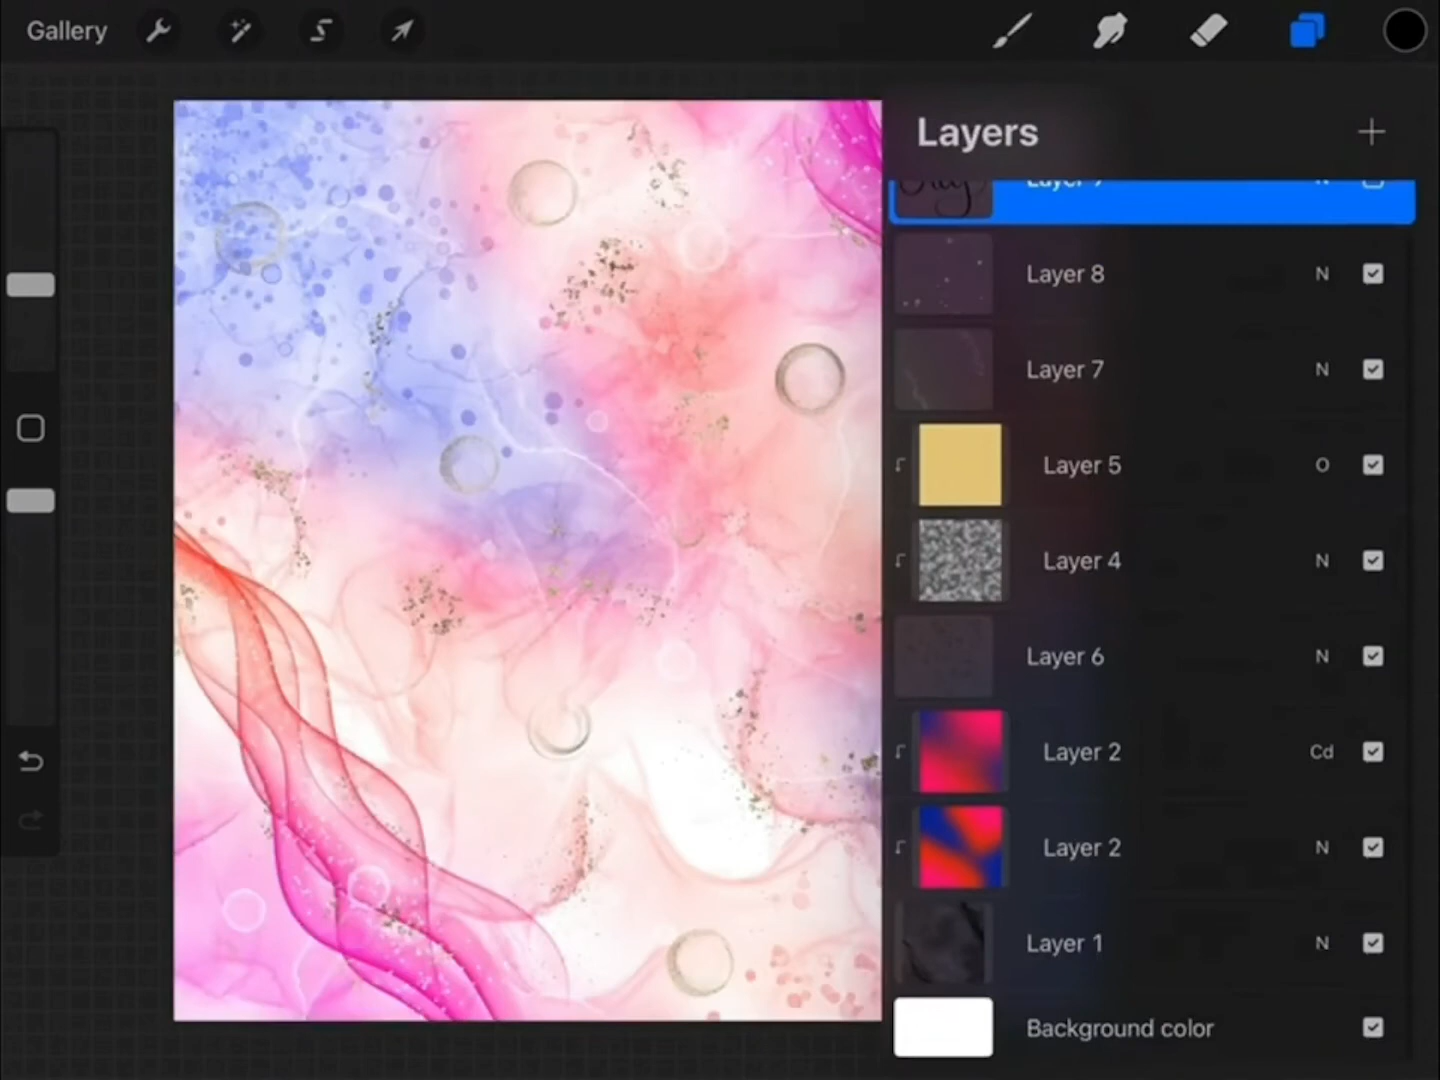 Gallery
Layers
Layer 8 N
Layer 7 N
Layer 5 O
Layer 4 N
Layer 6 N
Layer 2 Cd
Layer 2 N
Layer 1 N
Background color